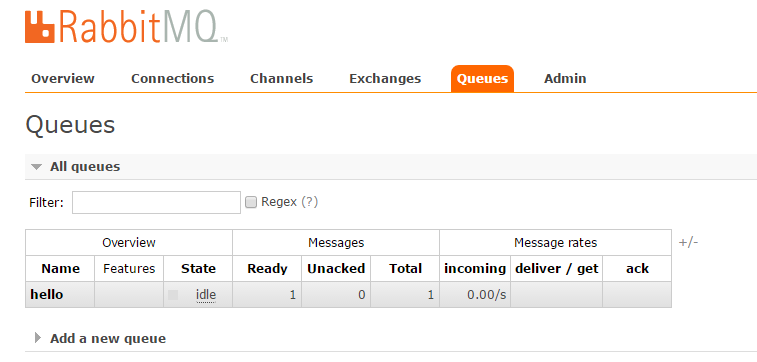 RabbitMQ™
Overview Connections Channels Exchanges Queues Admin
Queues
All queues
Filter: Regex (?)
Overview Messages Message rates +/-
Name Features State Ready Unacked Total incoming deliver / get ack
hello idle 1 0 1 0.00/s
Add a new queue